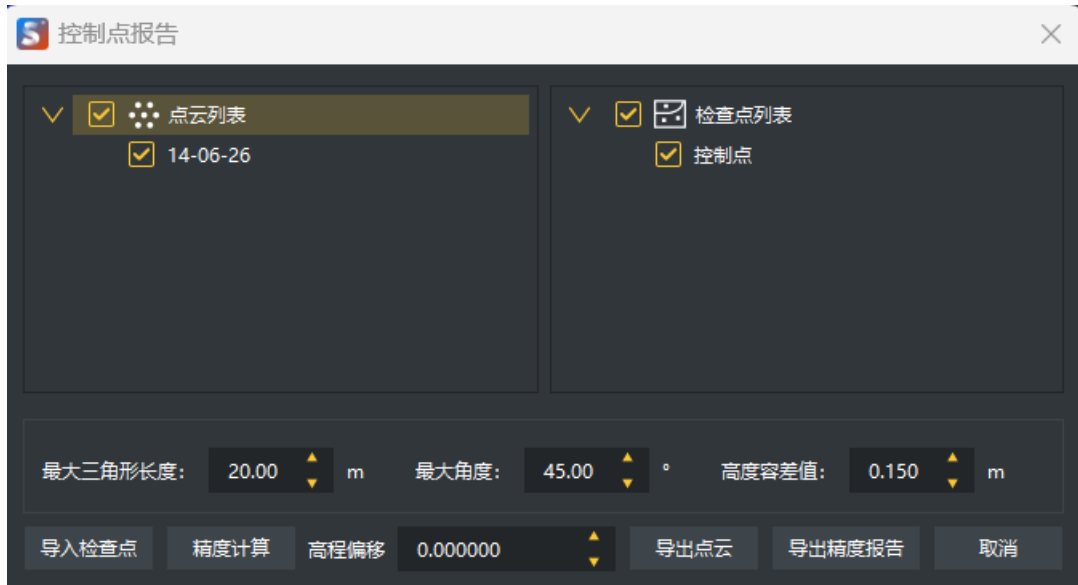 控制点报告
点云列表
14-06-26
检查点列表
控制点
最大三角形长度: 20.00 m 最大角度: 45.00 ° 高度容差值: 0.150 m
导入检查点 精度计算 高程偏移 0.000000 导出点云 导出精度报告 取消